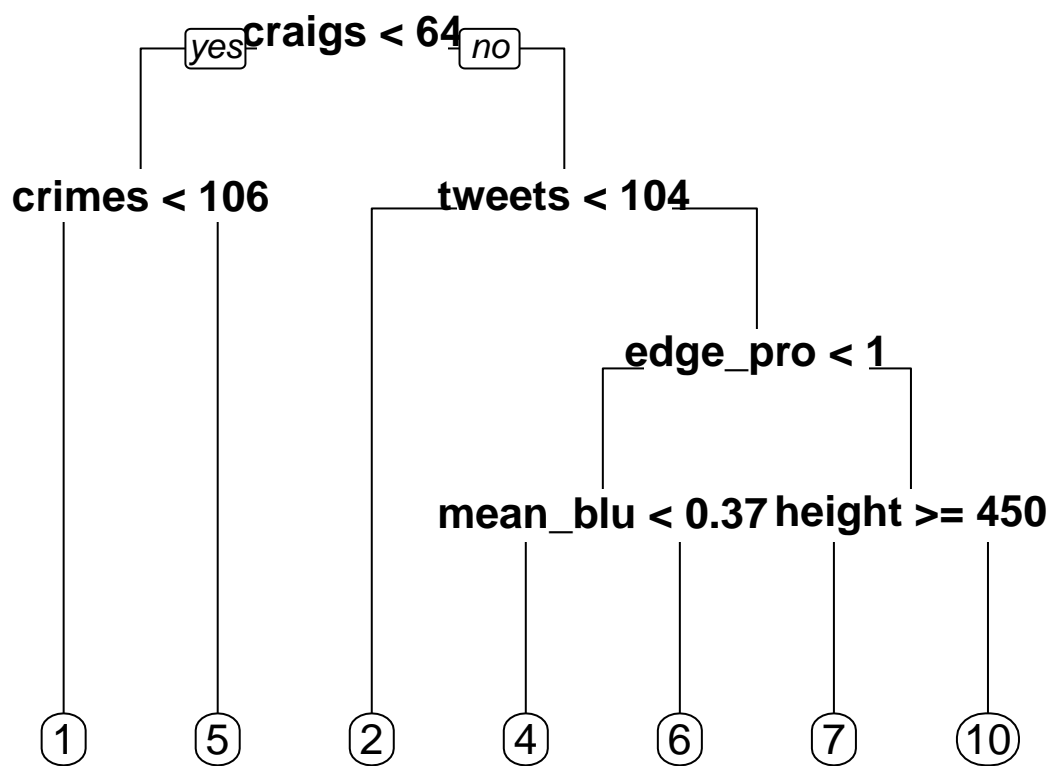 craigs < 64
yes no
crimes < 106 tweets < 104
edge_pro < 1
mean_blu < 0.37 height >= 450
1 5 2 4 6 7 10